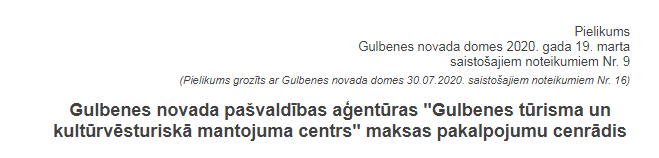 Pielikums
Gulbenes novada domes 2020. gada 19. marta
saistošajiem noteikumiem Nr. 9
(Pielikums grozīts ar Gulbenes novada domes 30.07.2020. saistošajiem noteikumiem Nr. 16)
Gulbenes novada pašvaldības aģentūras "Gulbenes tūrisma un
kultūrvēsturiskā mantojuma centrs" maksas pakalpojumu cenrādis